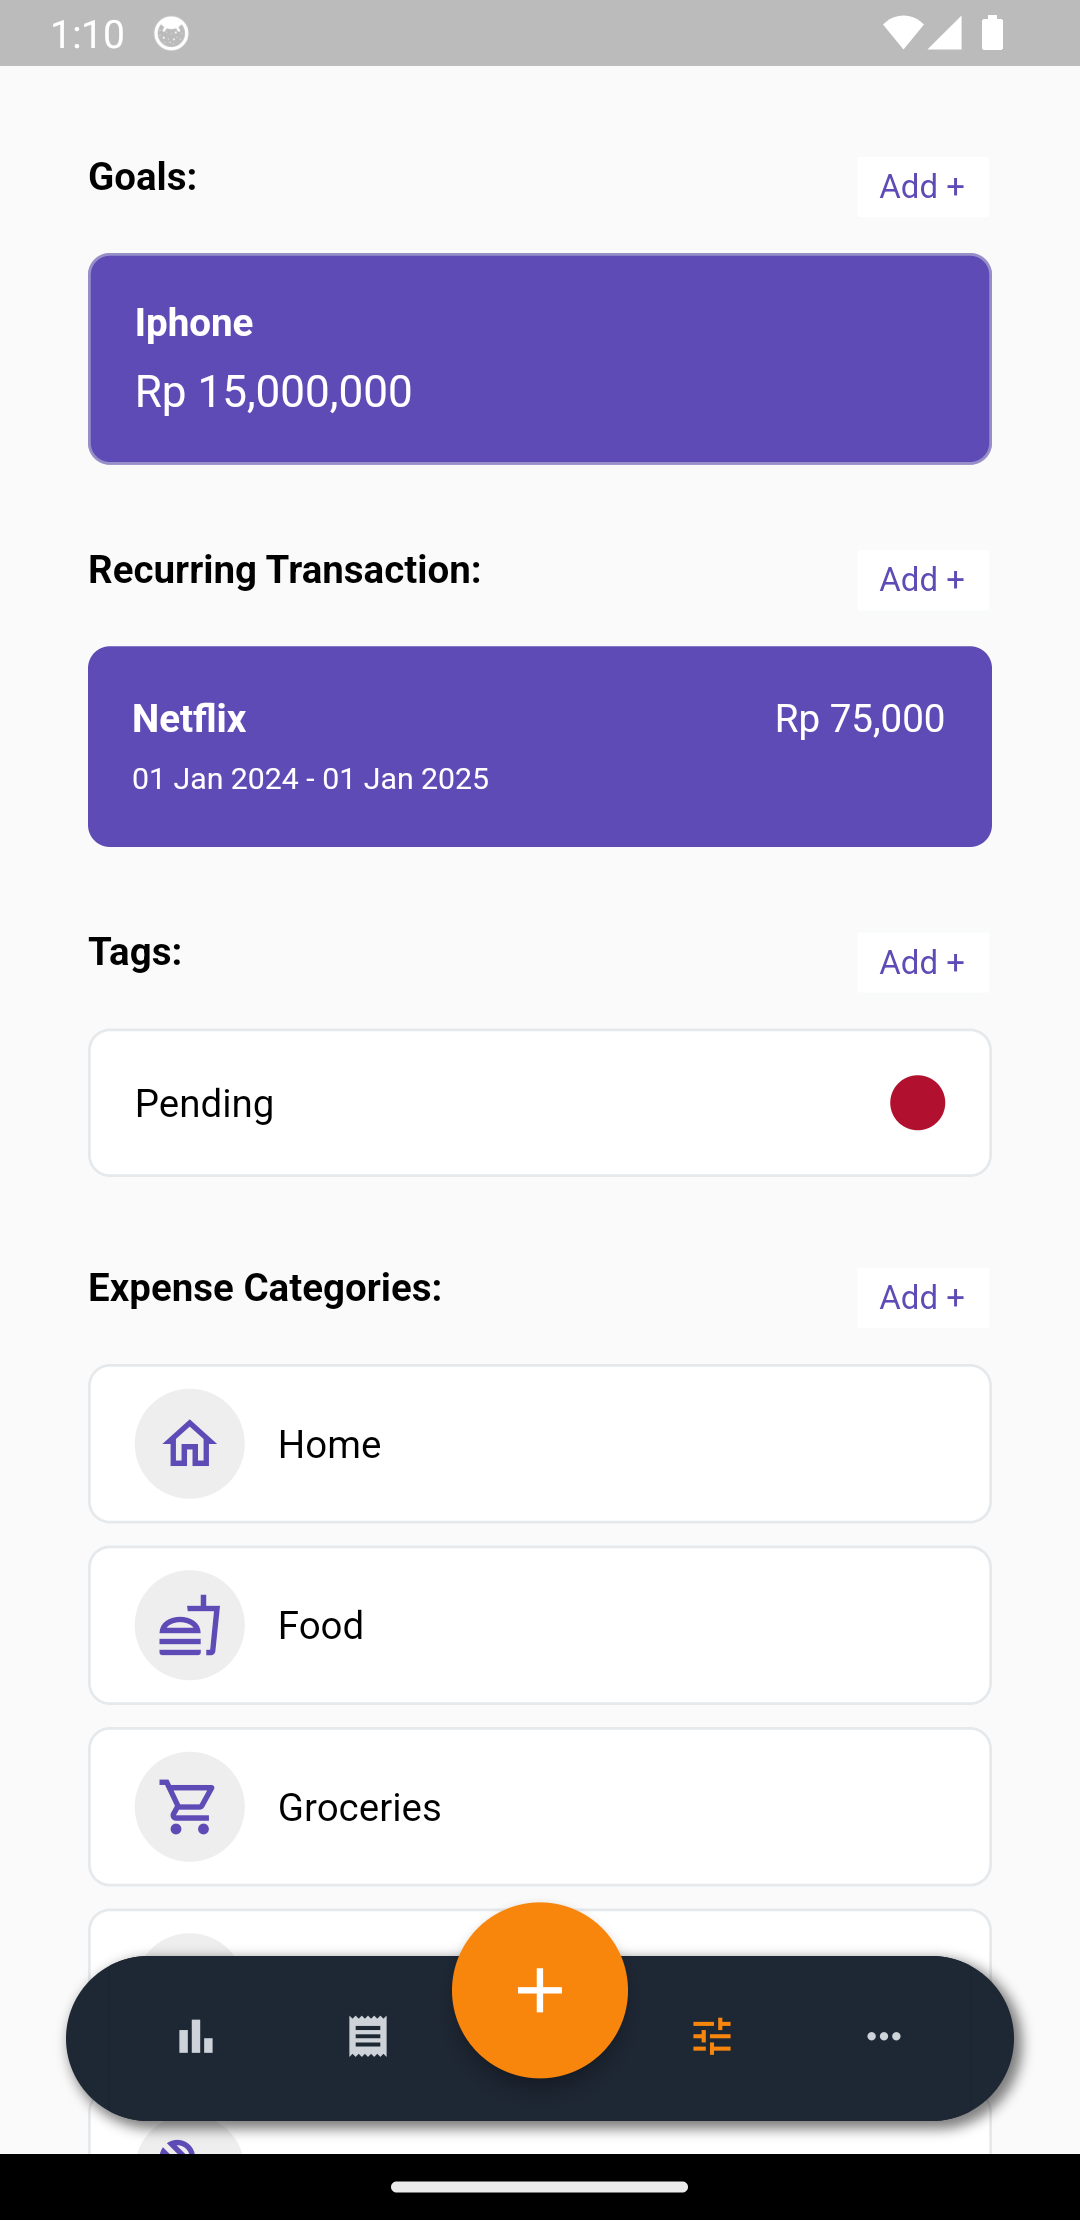 1:10
Goals:
Add +
Iphone
Rp 15,000,000
Recurring Transaction:
Add +
Netflix
Rp 75,000
01 Jan 2024 - 01 Jan 2025
Tags:
Add +
Pending
Expense Categories:
Add +
Home
Food
Groceries